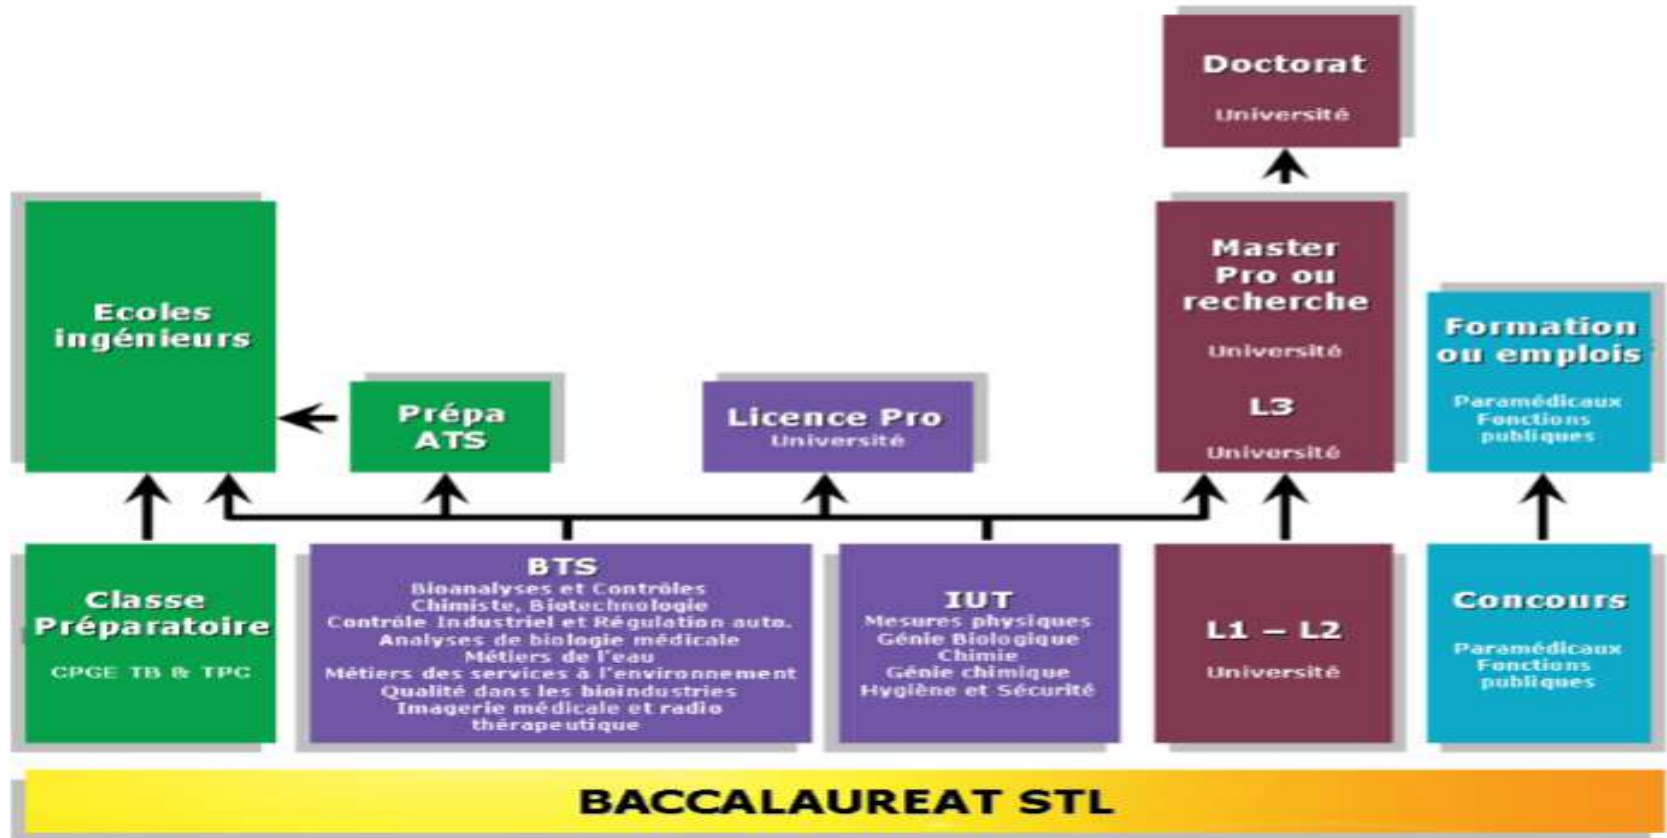 Doctorat
Université
Ecoles
ingénieurs
Prépa
ATS
Licence Pro
Université
Master
Pro ou
recherche
Université
L3
Université
Formation
ou emplois
Paramédicaux
Fonctions
publiques
Classe
Préparatoire
CPGE TB & TPC
BTS
Bioanalyses et Contrôles
Chimiste, Biotechnologie
Contrôle Industriel et Régulation auto.
Analyses de biologie médicale
Métiers de l'eau
Métiers des services à l'environnement
Qualité dans les bioindustries
Imagerie médicale et radio
thérapeutique
IUT
Mesures physiques
Génie Biologique
Chimie
Génie chimique
Hygiène et Sécurité
L1 – L2
Université
Concours
Paramédicaux
Fonctions
publiques
BACCALAUREAT STL